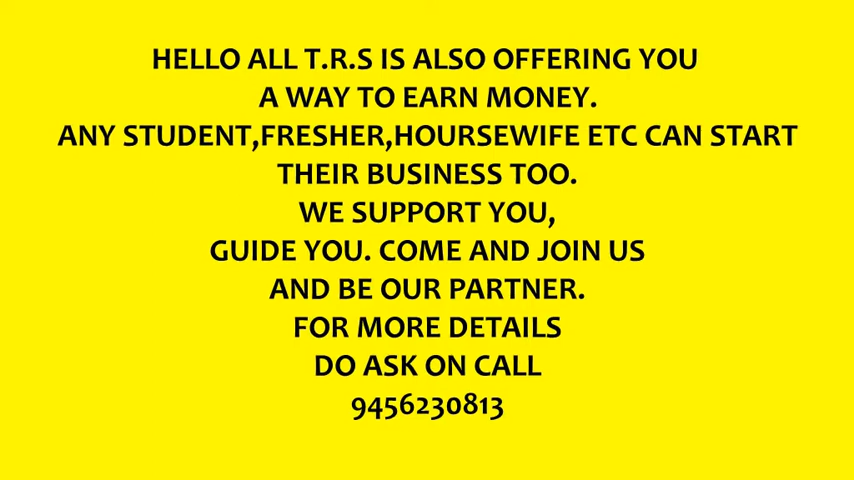 HELLO ALL T.R.S IS ALSO OFFERING YOU
A WAY TO EARN MONEY.
ANY STUDENT,FRESHER,HOURSEWIFE ETC CAN START
THEIR BUSINESS TOO.
WE SUPPORT YOU,
GUIDE YOU. COME AND JOIN US
AND BE OUR PARTNER.
FOR MORE DETAILS
DO ASK ON CALL
9456230813